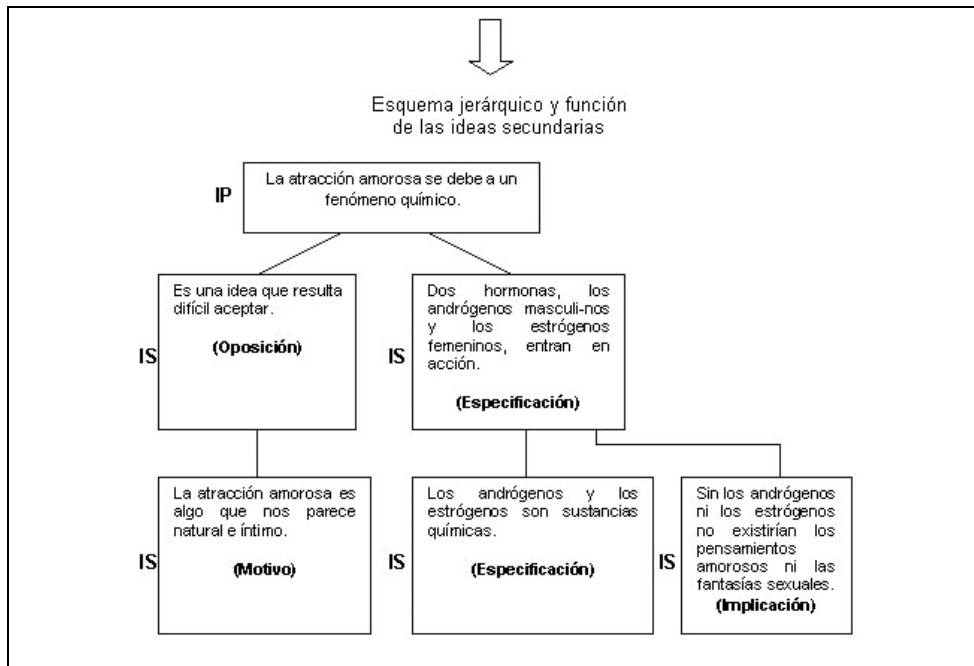 Esquema jerárquico y función
de las ideas secundarias
IP
La atracción amorosa se debe a un
fenómeno químico.
IS
Es una idea que resulta
difícil aceptar.
(Oposición)
IS
Dos hormonas, los
andrógenos masculi-nos
y los estrógenos
femeninos, entran en
acción.
(Especificación)
IS
La atracción amorosa es
algo que nos parece
natural e íntimo.
(Motivo)
IS
Los andrógenos y los
estrógenos son sustancias
químicas.
(Especificación)
IS
Sin los andrógenos
ni los estrógenos
no existirían los
pensamientos
amorosos ni las
fantasías sexuales.
(Implicación)